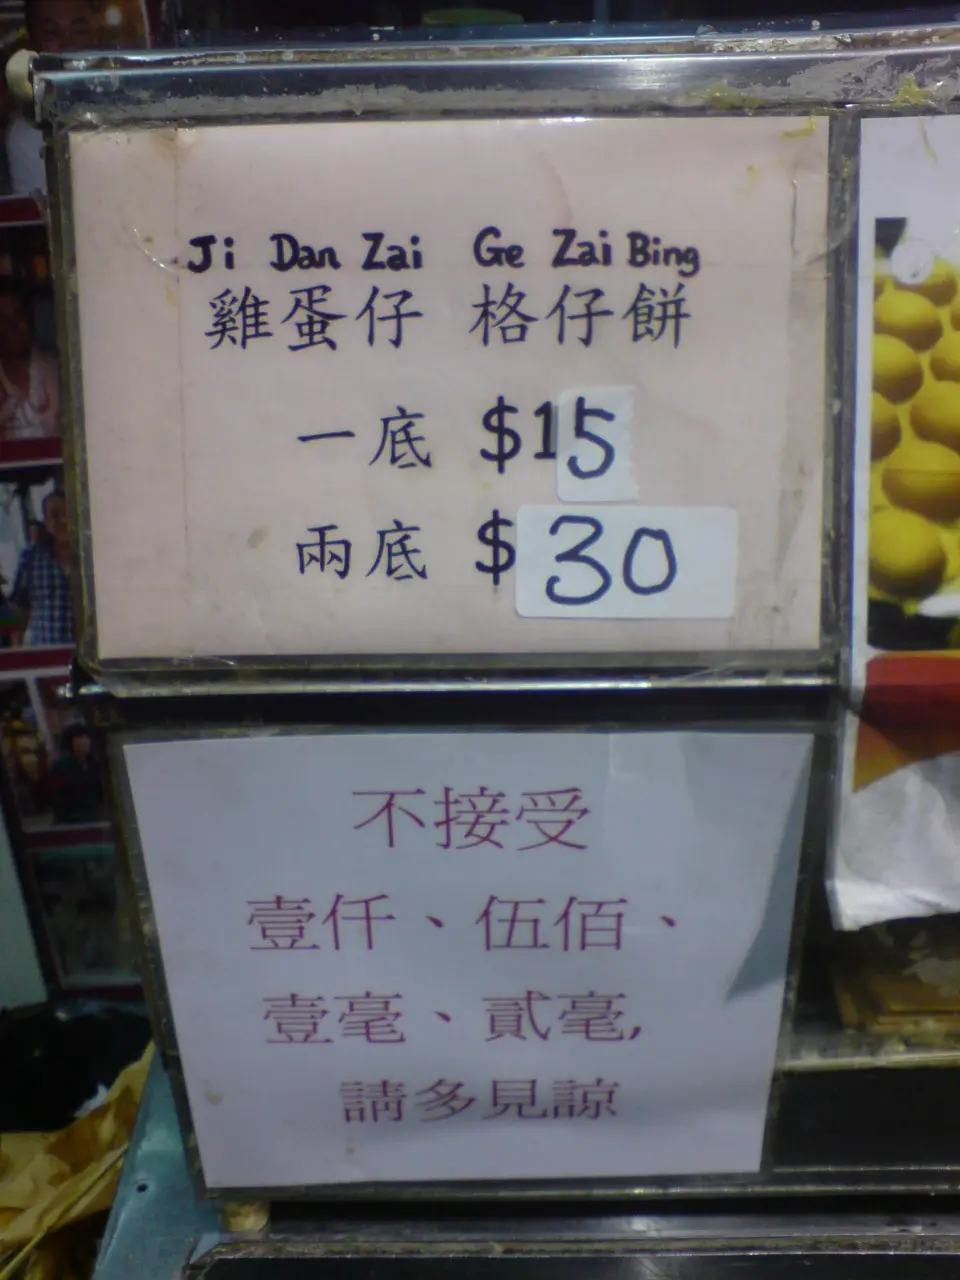 Ji Dan Zai Ge Zai Bing
雞蛋仔 格仔餅
一底 $15
兩底 $30
不接受
壹仟、伍佰、
壹毫、貳毫,
請多見諒